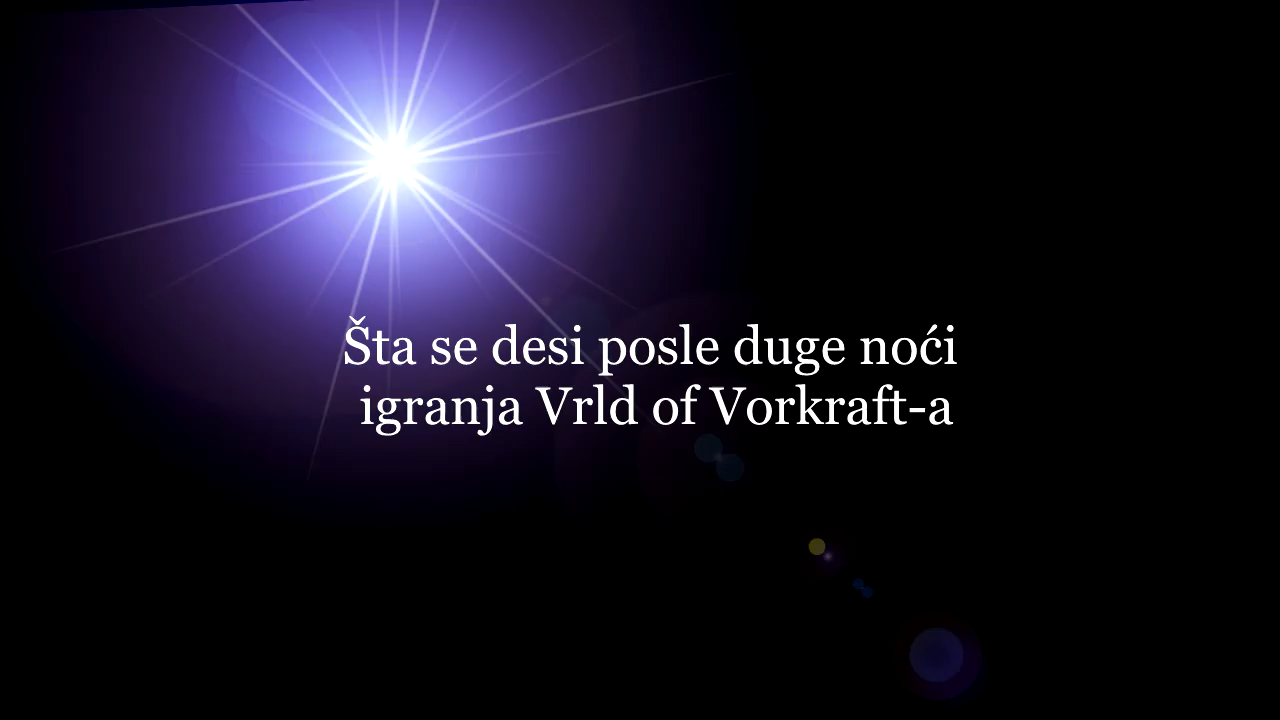 Šta se desi posle duge noći
igranja Vrld of Vorkraft-a